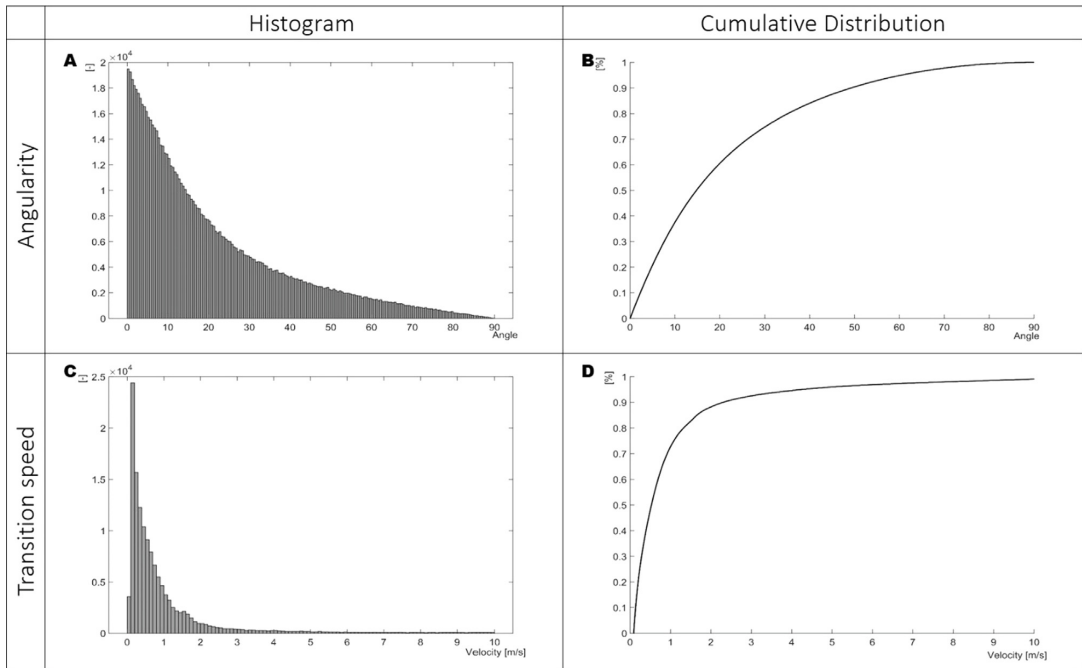 Histogram
Cumulative Distribution
Angularity
A
[-]
×10⁴
2
1.8
1.6
1.4
1.2
1
0.8
0.6
0.4
0.2
0
0 10 20 30 40 50 60 70 80 90
Angle
B
[%]
1
0.9
0.8
0.7
0.6
0.5
0.4
0.3
0.2
0.1
0
0 10 20 30 40 50 60 70 80 90
Angle
Transition speed
C
[-]
×10⁴
2.5
2
1.5
1
0.5
0
0 1 2 3 4 5 6 7 8 9 10
Velocity [m/s]
D
[%]
1
0.9
0.8
0.7
0.6
0.5
0.4
0.3
0.2
0.1
0
0 1 2 3 4 5 6 7 8 9 10
Velocity [m/s]